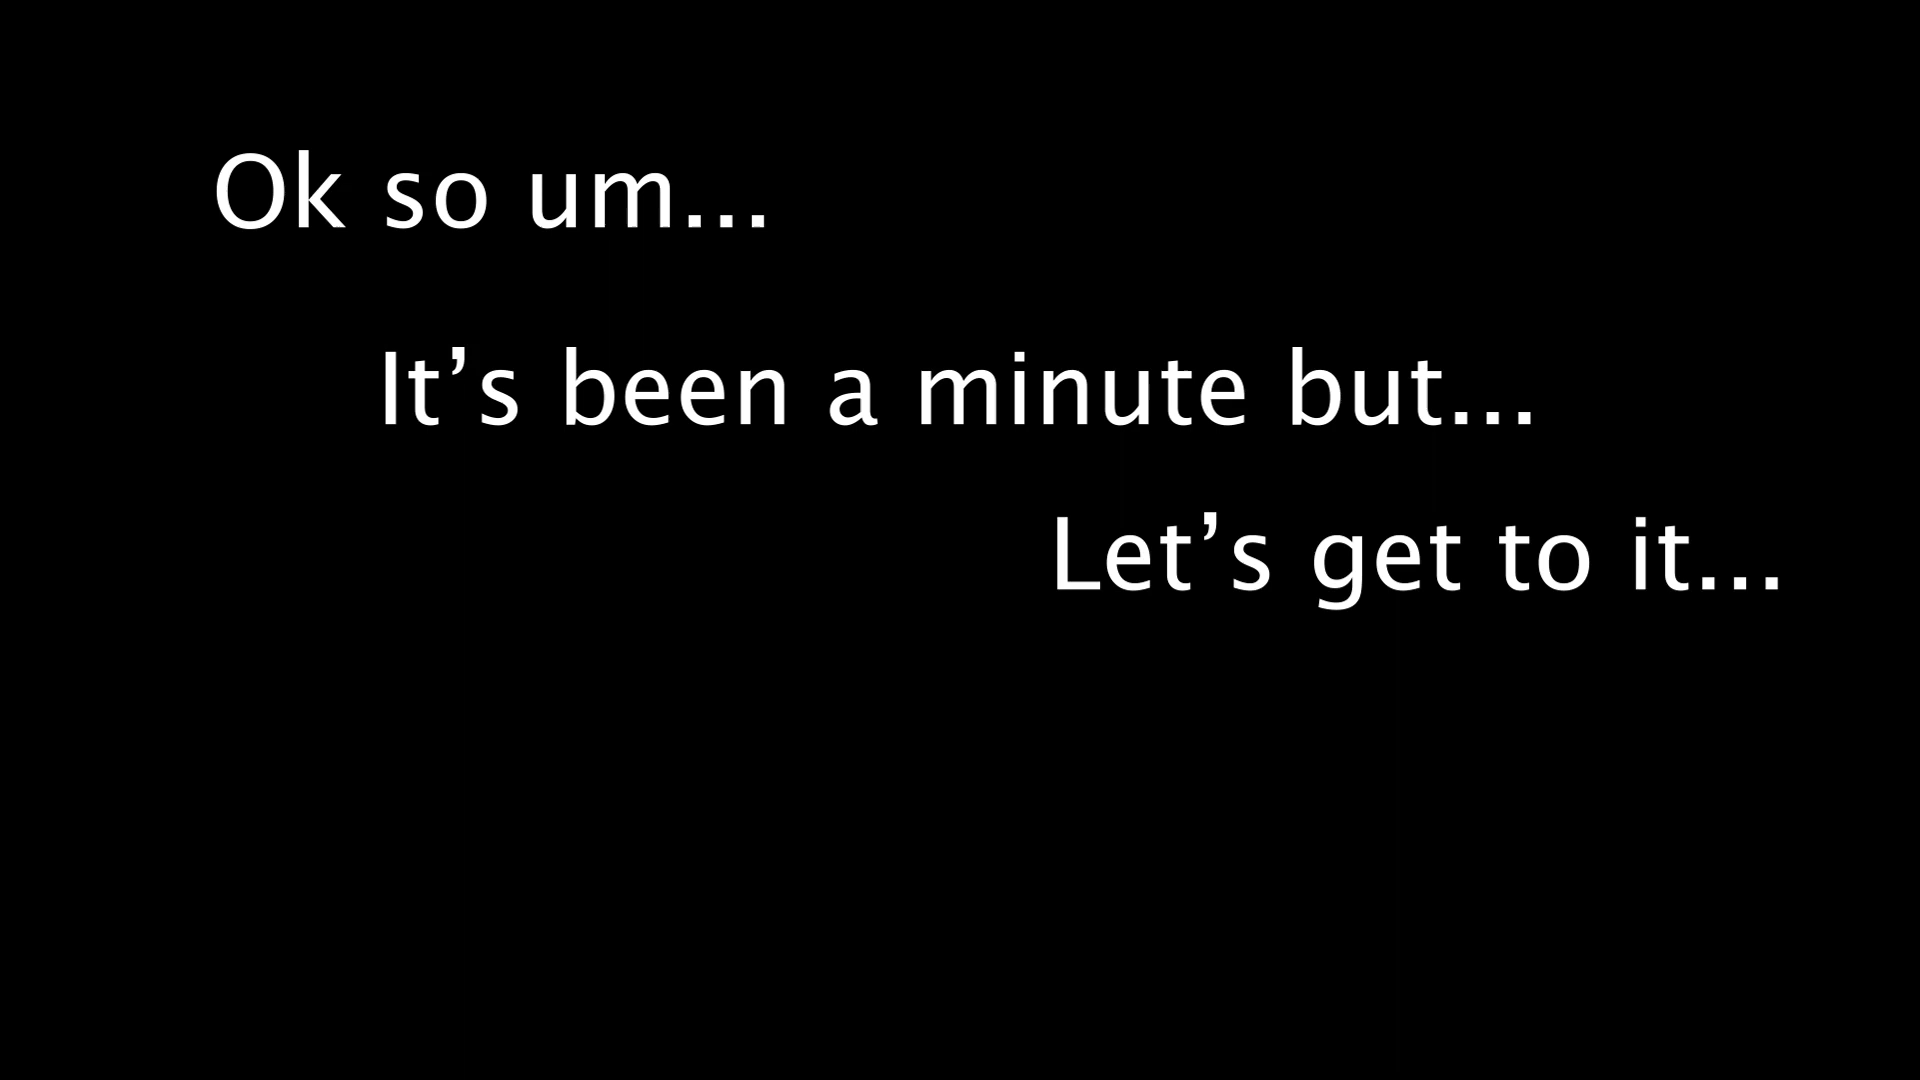 Ok so um...
It’s been a minute but...
Let’s get to it...